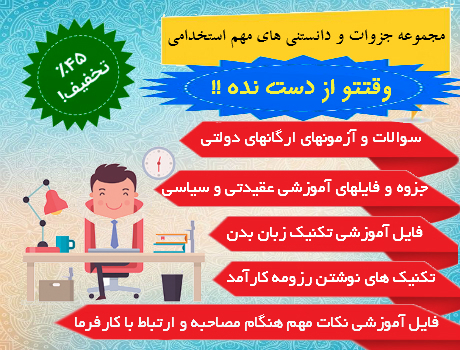 مجموعه جزوات و دانستنی های مهم استخدامی
وقتتو از دست نده !!
۴۵٪
تخفیف!
سوالات و آزمونهای ارگانهای دولتی
جزوه و فایلهای آموزشی عقیدتی و سیاسی
فایل آموزشی تکنیک زبان بدن
تکنیک های نوشتن رزومه کارآمد
فایل آموزشی نکات مهم هنگام مصاحبه و ارتباط با کارفرما